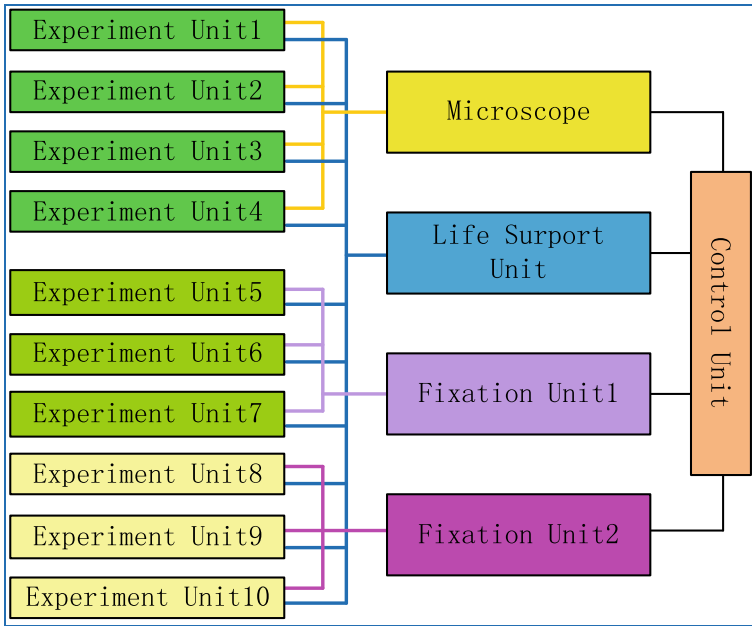 Experiment Unit1
Experiment Unit2
Experiment Unit3
Experiment Unit4
Experiment Unit5
Experiment Unit6
Experiment Unit7
Experiment Unit8
Experiment Unit9
Experiment Unit10
Microscope
Life Surport
Unit
Fixation Unit1
Fixation Unit2
Control Unit